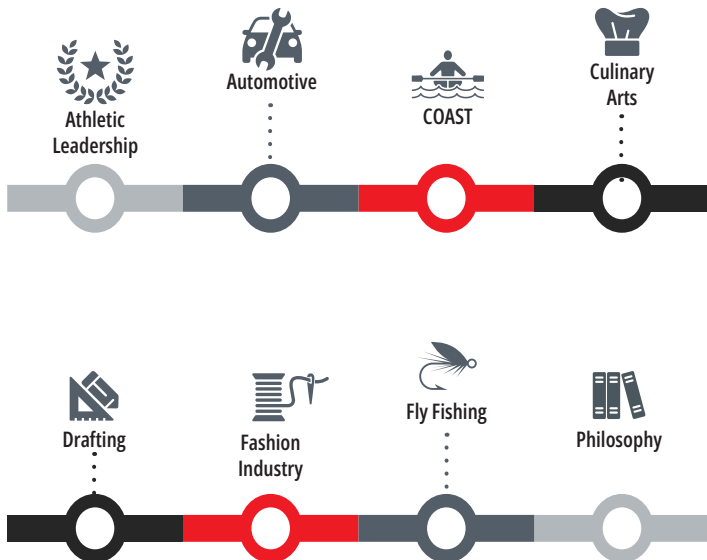 Athletic
Leadership
Automotive
COAST
Culinary
Arts
Drafting
Fashion
Industry
Fly Fishing
Philosophy